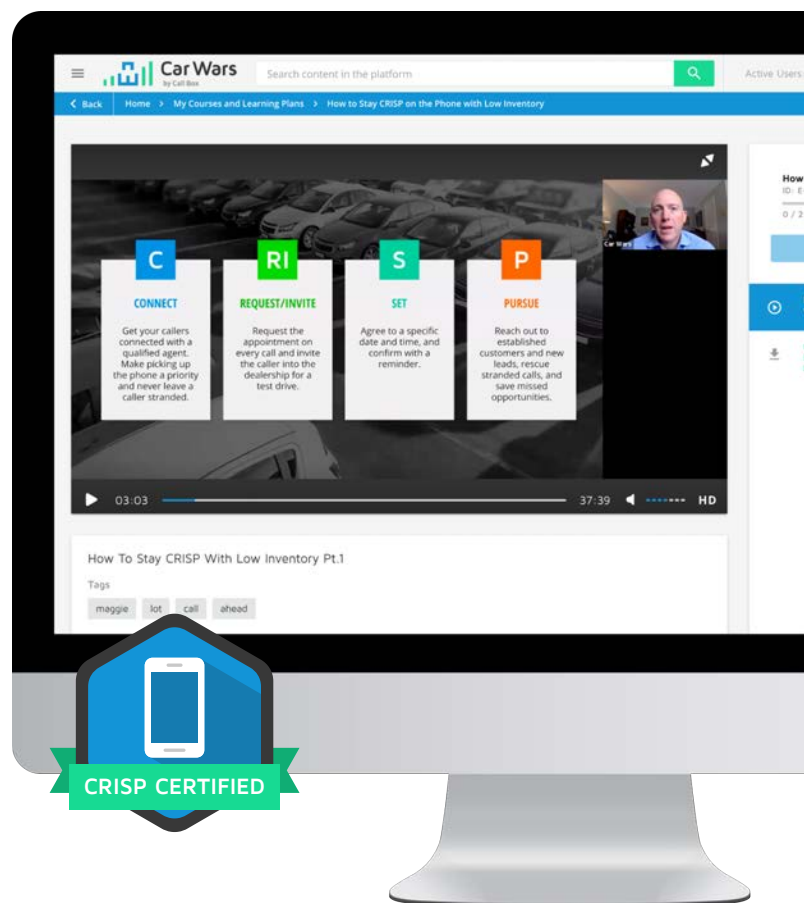 Car Wars
by Call Box
Search content in the platform
Active Users
Back
Home > My Courses and Learning Plans > How to Stay CRISP on the Phone with Low Inventory
C
CONNECT
Get your callers
connected with a
qualified agent.
Make picking up
the phone a priority
and never leave a
caller stranded.
RI
REQUEST/INVITE
Request the
appointment on
every call and invite
the caller into the
dealership for a
test drive.
S
SET
Agree to a specific
date and time, and
confirm with a
reminder.
P
PURSUE
Reach out to
established
customers and new
leads, rescue
stranded calls, and
save missed
opportunities.
Car Wars
03:03
37:39
HD
How
ID: E
0 / 2
How To Stay CRISP With Low Inventory Pt.1
Tags
maggie lot call ahead
CRISP CERTIFIED